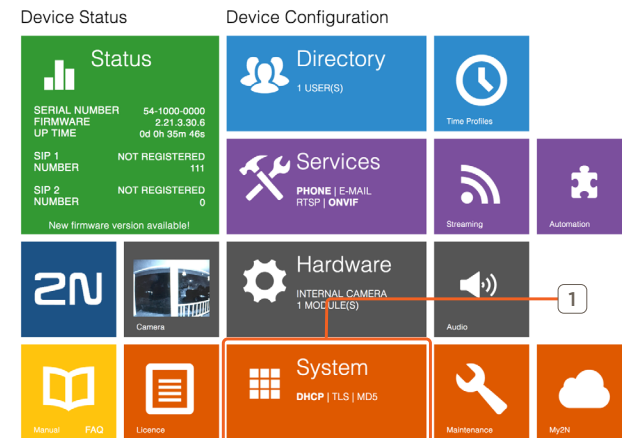 Device Status
Device Configuration
Status
SERIAL NUMBER 54-1000-0000
FIRMWARE 2.21.3.30.6
UP TIME 0d 0h 35m 46s
SIP 1 NOT REGISTERED
NUMBER 111
SIP 2 NOT REGISTERED
NUMBER 0
New firmware version available!
Directory
1 USER(S)
Time Profiles
Services
PHONE | E-MAIL
RTSP | ONVIF
Streaming
Automation
2N
Camera
Hardware
INTERNAL CAMERA
1 MODULE(S)
Audio
1
Manual FAQ
Licence
System
DHCP | TLS | MD5
Maintenance
My2N